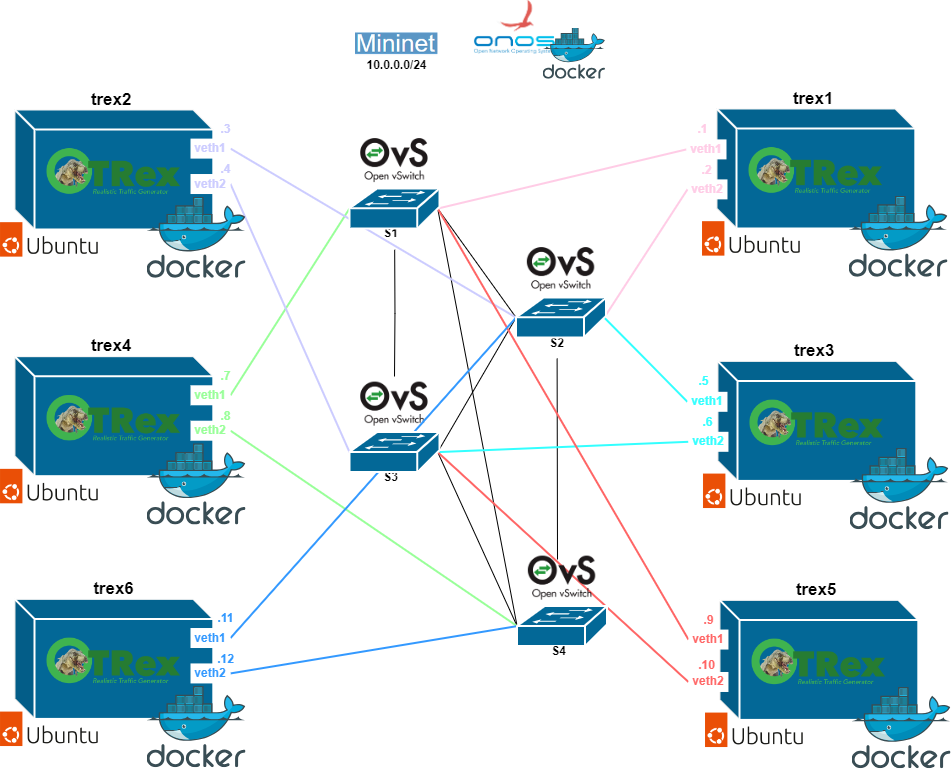 Mininet
10.0.0.0/24
onos
Open Network Operating System
docker
trex2
TRex
Realistic Traffic Generator
.3
veth1
.4
veth2
Ubuntu
docker
OvS
Open vSwitch
S1
trex1
.1
veth1
.2
veth2
TRex
Realistic Traffic Generator
Ubuntu
docker
OvS
Open vSwitch
S2
trex4
TRex
Realistic Traffic Generator
.7
veth1
.8
veth2
Ubuntu
docker
OvS
Open vSwitch
S3
trex3
.5
veth1
.6
veth2
TRex
Realistic Traffic Generator
Ubuntu
docker
trex6
TRex
Realistic Traffic Generator
.11
veth1
.12
veth2
Ubuntu
docker
OvS
Open vSwitch
S4
trex5
.9
veth1
.10
veth2
TRex
Realistic Traffic Generator
Ubuntu
docker